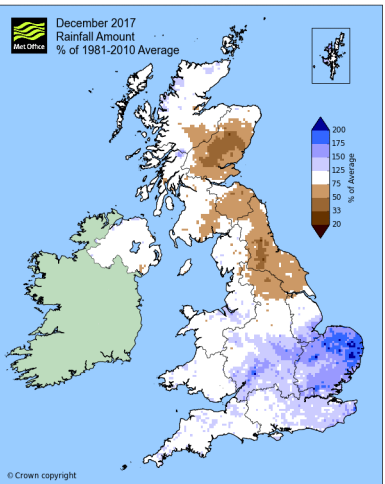 Met Office
December 2017
Rainfall Amount
% of 1981-2010 Average
200
175
150
125
75
50
33
20
% of Average
© Crown copyright